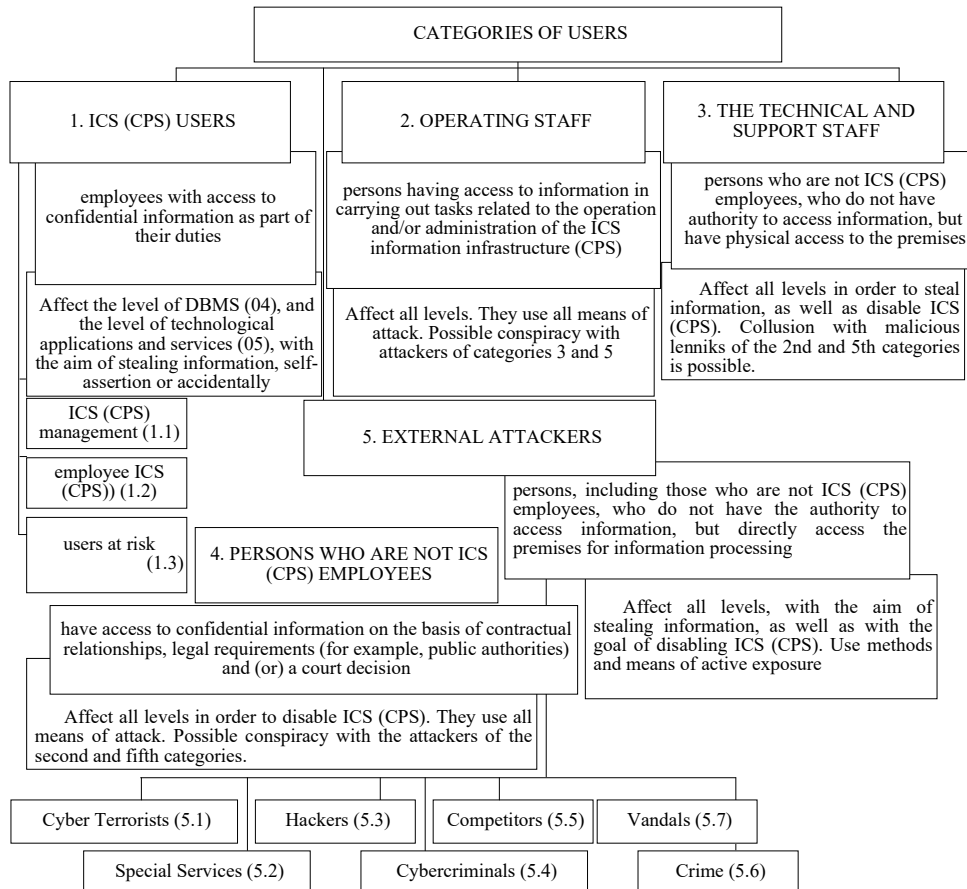 CATEGORIES OF USERS
1. ICS (CPS) USERS
employees with access to
confidential information as part of
their duties
Affect the level of DBMS (04), and
the level of technological
applications and services (05), with
the aim of stealing information, self-
assertion or accidentally
ICS (CPS)
management (1.1)
employee ICS
(CPS)) (1.2)
users at risk
(1.3)
2. OPERATING STAFF
persons having access to information in
carrying out tasks related to the operation
and/or administration of the ICS
information infrastructure (CPS)
Affect all levels. They use all means of
attack. Possible conspiracy with
attackers of categories 3 and 5
3. THE TECHNICAL AND
SUPPORT STAFF
persons who are not ICS (CPS)
employees, who do not have
authority to access information, but
have physical access to the premises
Affect all levels in order to steal
information, as well as disable ICS
(CPS). Collusion with malicious
lenniks of the 2nd and 5th categories
is possible.
5. EXTERNAL ATTACKERS
persons, including those who are not ICS (CPS)
employees, who do not have the authority to
access information, but directly access the
premises for information processing
Affect all levels, with the aim of
stealing information, as well as with the
goal of disabling ICS (CPS). Use methods
and means of active exposure
4. PERSONS WHO ARE NOT ICS
(CPS) EMPLOYEES
have access to confidential information on the basis of contractual
relationships, legal requirements (for example, public authorities)
and (or) a court decision
Affect all levels in order to disable ICS (CPS). They use all
means of attack. Possible conspiracy with the attackers of the
second and fifth categories.
Cyber Terrorists (5.1)
Hackers (5.3)
Competitors (5.5)
Vandals (5.7)
Special Services (5.2)
Cybercriminals (5.4)
Crime (5.6)